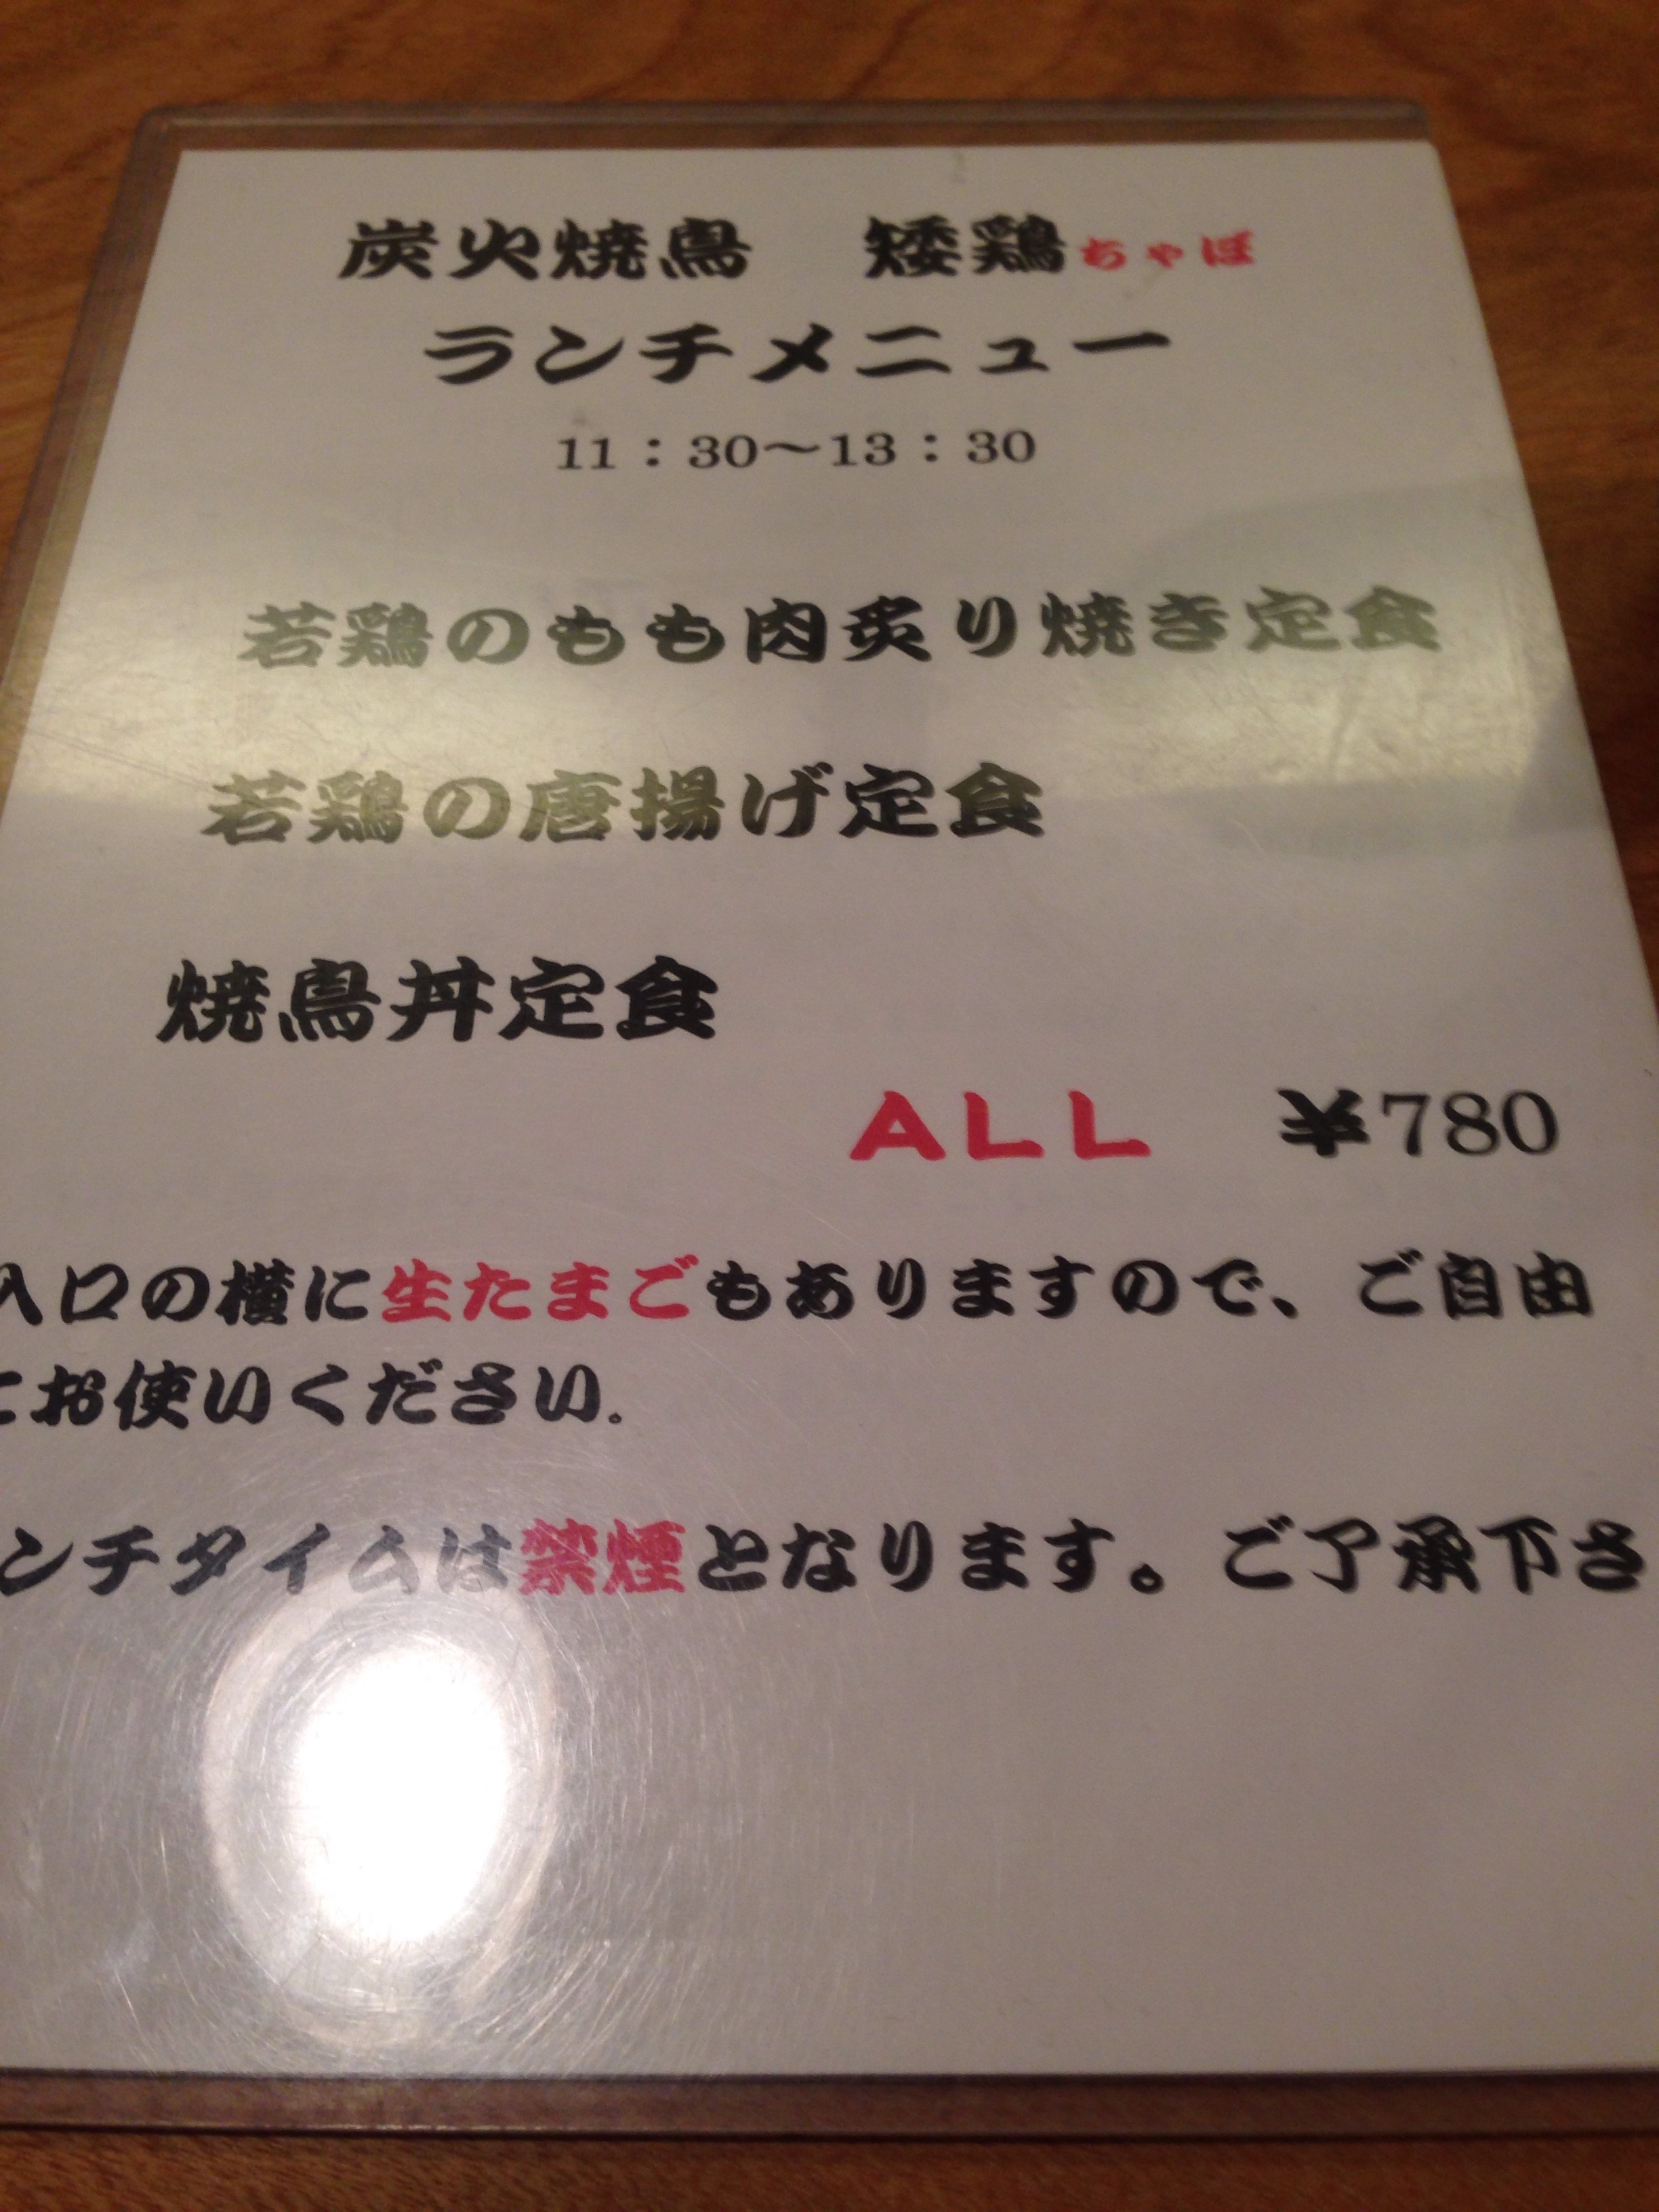 炭火焼鳥　矮鶏ちゃぼ
ランチメニュー
11：30～13：30
若鶏のもも肉炙り焼き定食
若鶏の唐揚げ定食
焼鳥丼定食
ALL　¥780
入口の横に生たまごもありますので、ご自由
にお使いください。
ンチタイムは禁煙となります。ご了承下さ